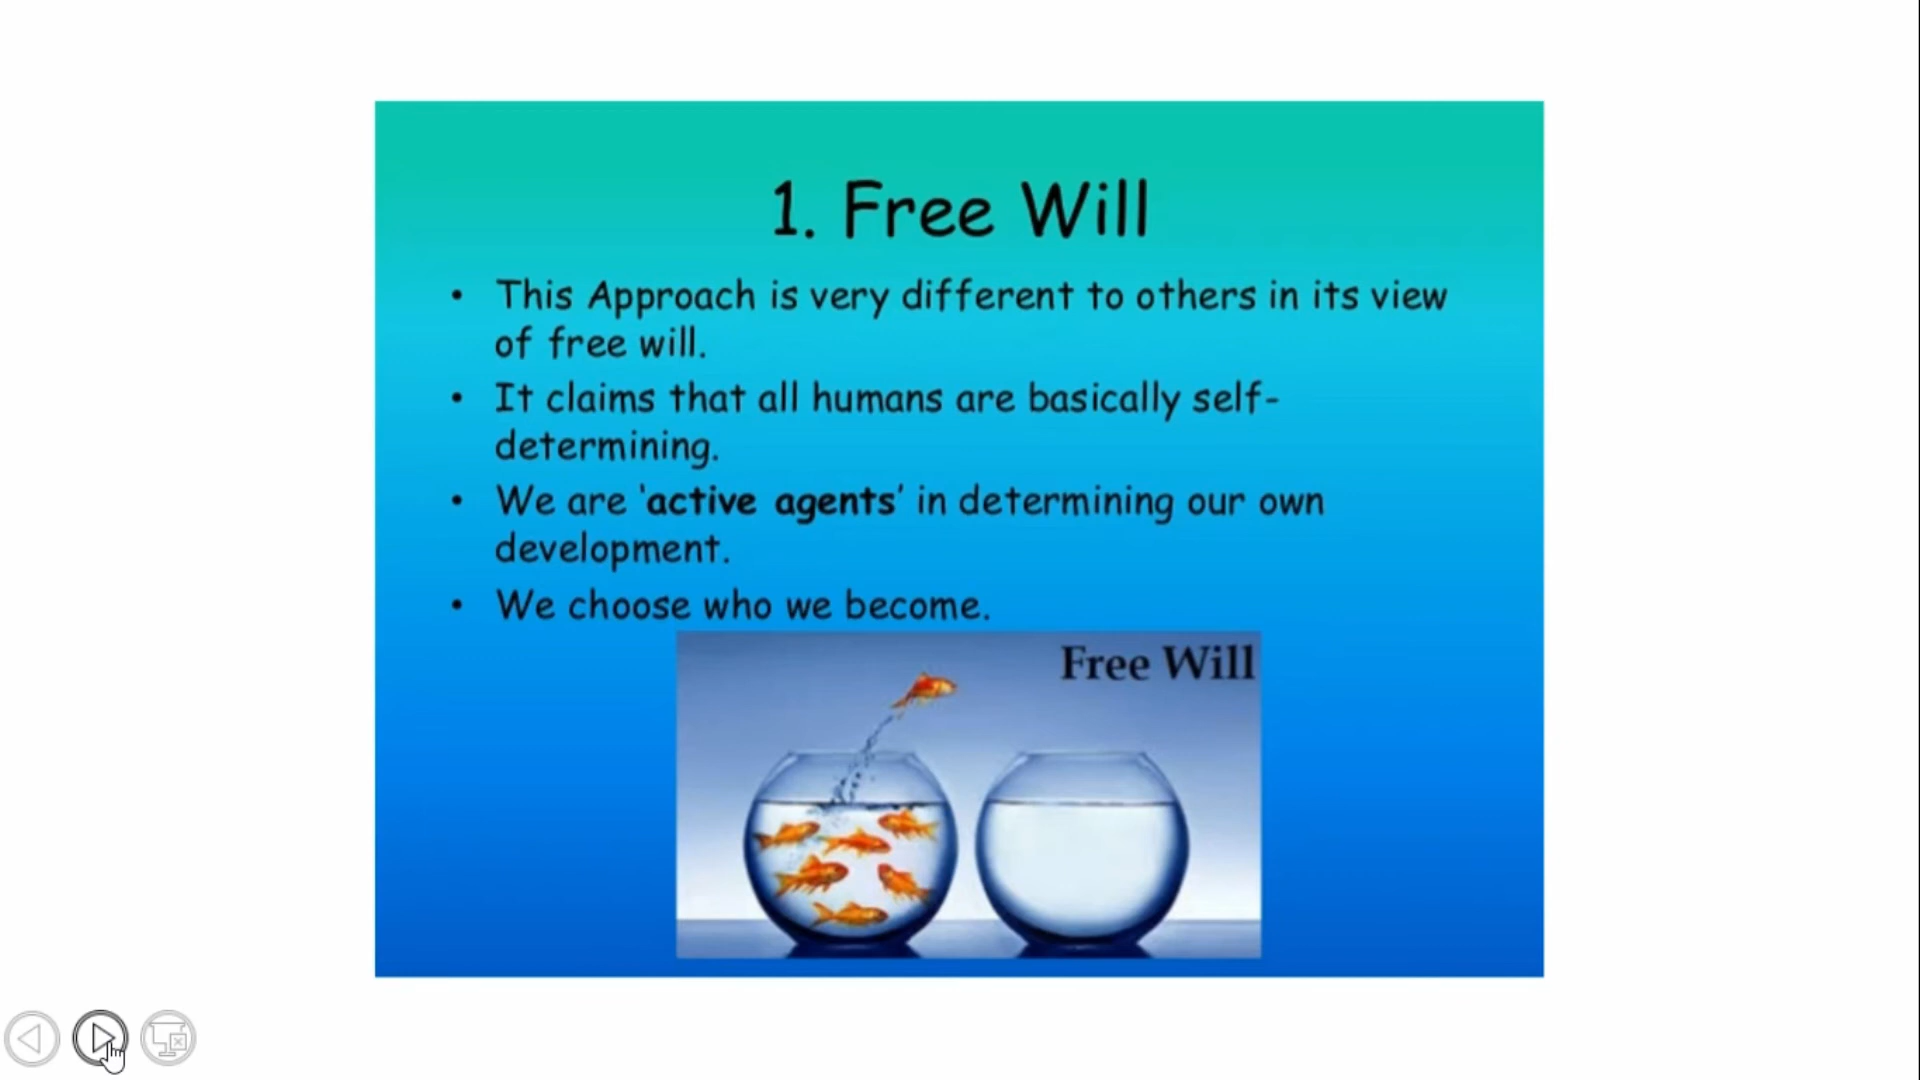 1. Free Will
• This Approach is very different to others in its view
of free will.
• It claims that all humans are basically self-
determining.
• We are 'active agents' in determining our own
development.
• We choose who we become.
Free Will